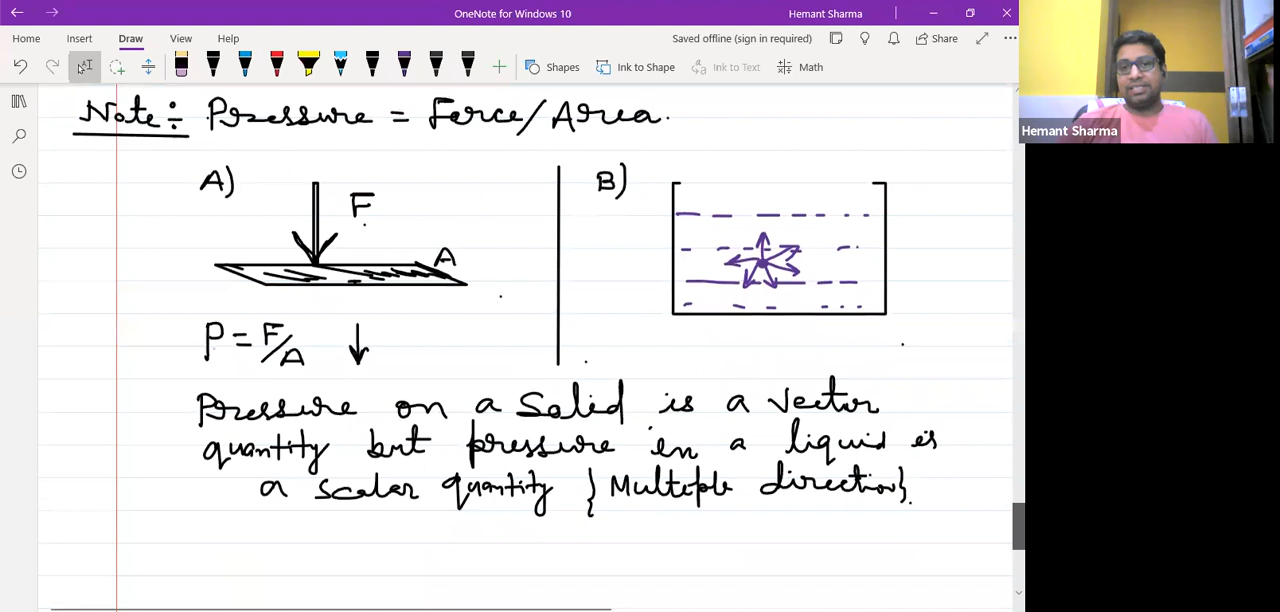 OneNote for Windows 10
Hemant Sharma
Home Insert Draw View Help
Saved offline (sign in required)
Share
Shapes
Ink to Shape
Ink to Text
Math
Hemant Sharma
Note :- Pressure = Force/Area.
A)
F
A
P = F/A ↓
B)
Pressure on a Solid is a vector
quantity but pressure in a liquid is
a scalar quantity {Multiple direction}.